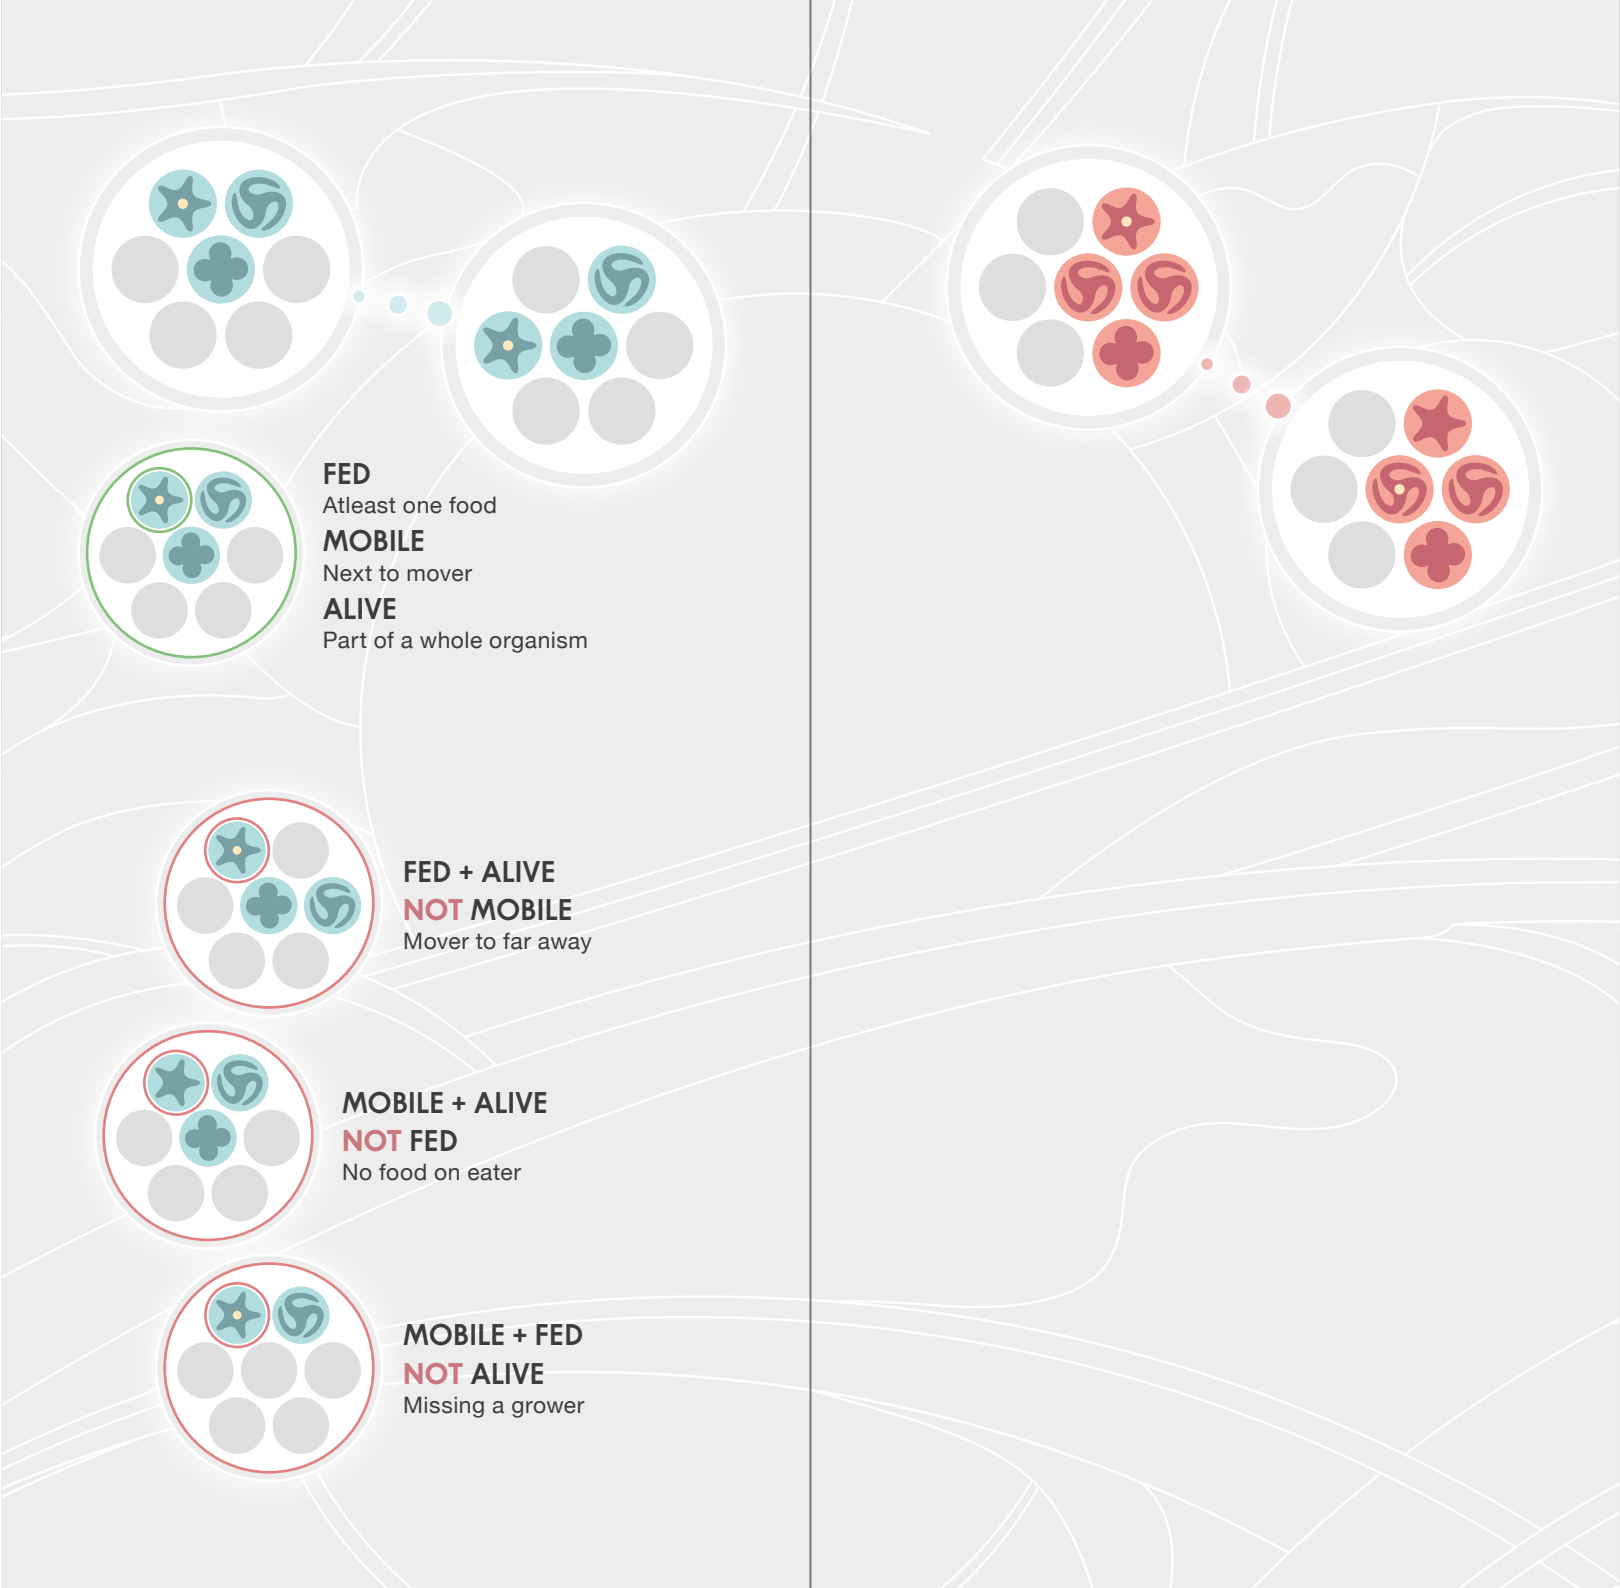 FED
Atleast one food
MOBILE
Next to mover
ALIVE
Part of a whole organism
FED + ALIVE
NOT MOBILE
Mover to far away
MOBILE + ALIVE
NOT FED
No food on eater
MOBILE + FED
NOT ALIVE
Missing a grower